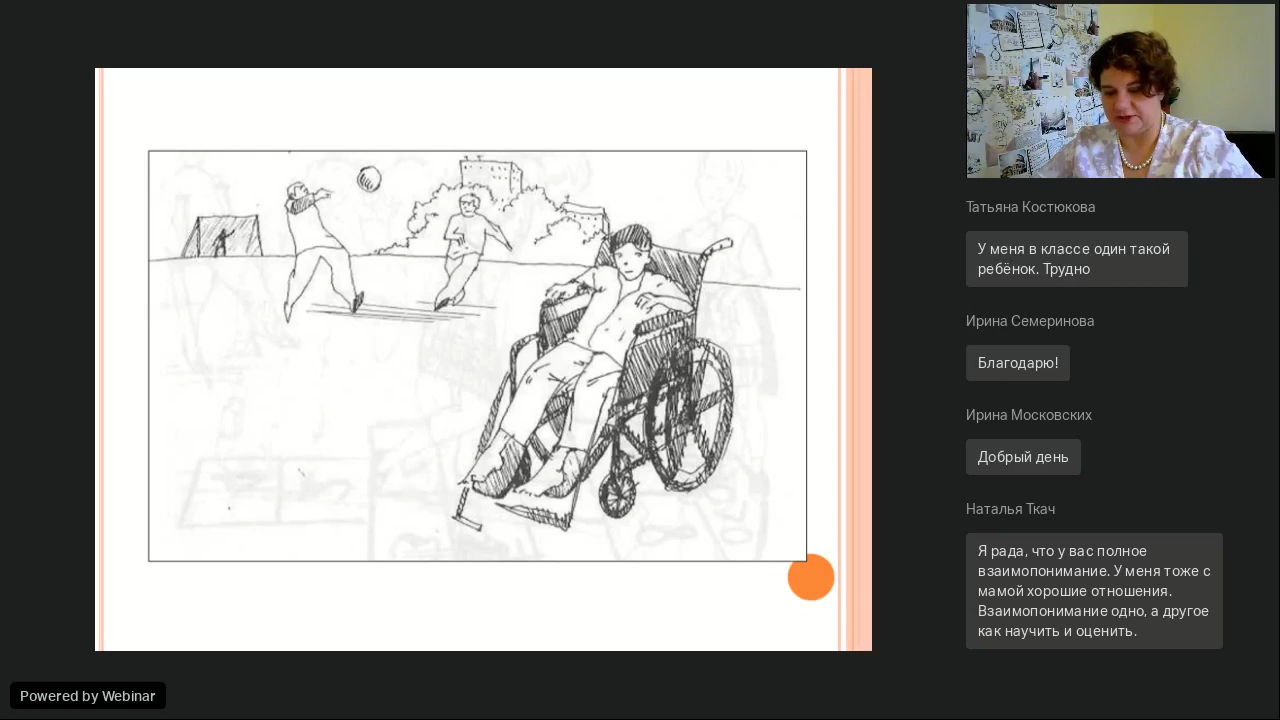 Татьяна Костюкова
У меня в классе один такой
ребёнок. Трудно
Ирина Семеринова
Благодарю!
Ирина Московских
Добрый день
Наталья Ткач
Я рада, что у вас полное
взаимопонимание. У меня тоже с
мамой хорошие отношения.
Взаимопонимание одно, а другое
как научить и оценить.
Powered by Webinar